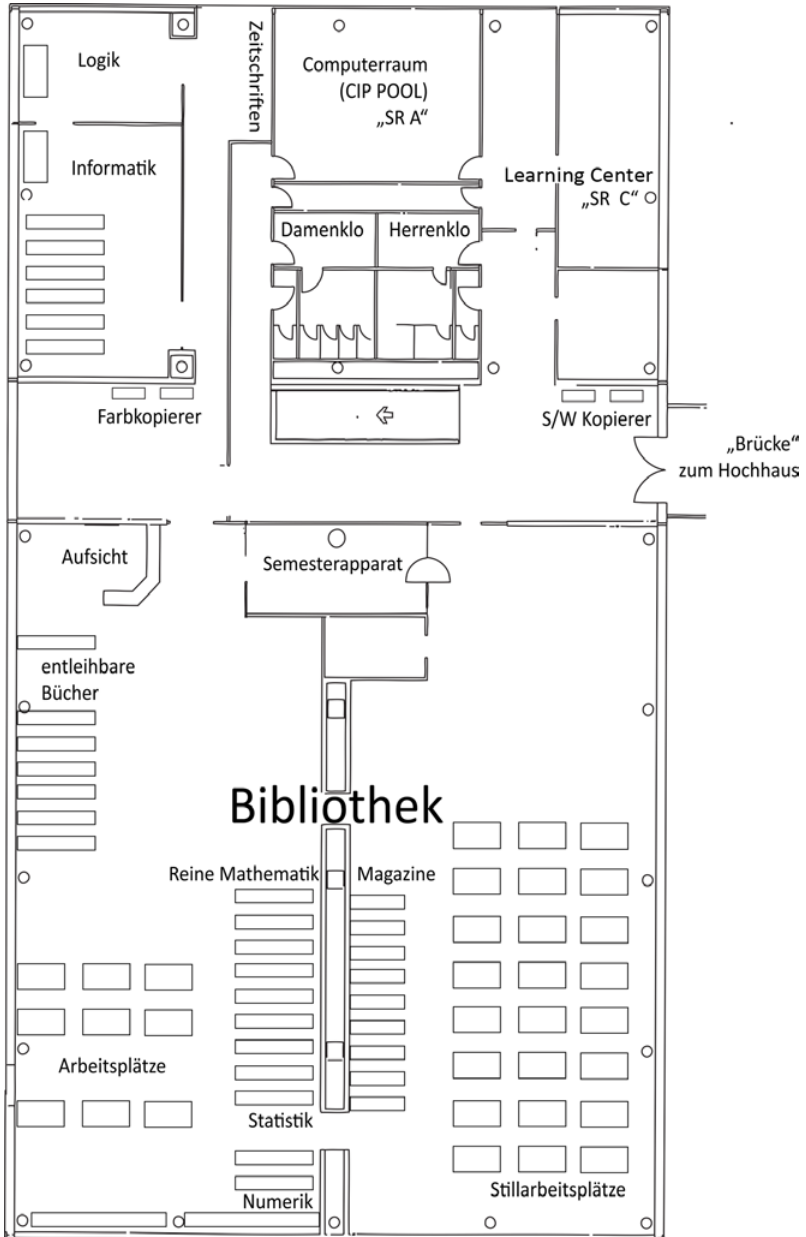 Logik
Zeitschriften
Computerraum
(CIP POOL)
„SR A“
Informatik
Learning Center
„SR C“
Damenklo
Herrenklo
Farbkopierer
S/W Kopierer
„Brücke“
zum Hochhaus
Aufsicht
Semesterapparat
entleihbare
Bücher
Bibliothek
Reine Mathematik
Magazine
Arbeitsplätze
Statistik
Stillarbeitsplätze
Numerik